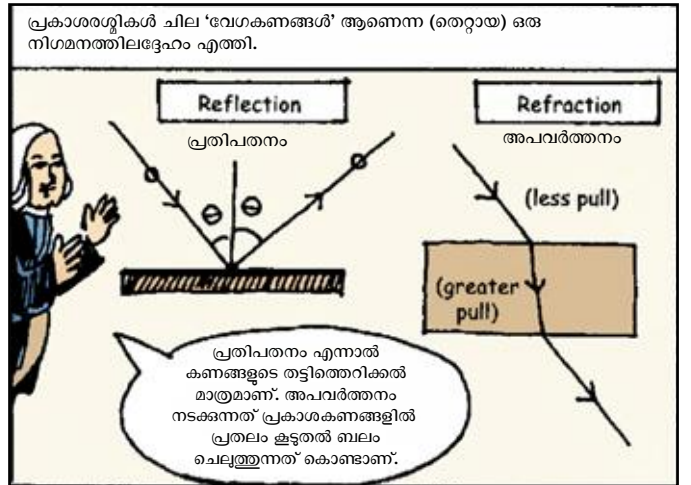 പ്രകാശരശ്മികൾ ചില ‘വേഗകണങ്ങൾ’ ആണെന്ന (തെറ്റായ) ഒരു
നിഗമനത്തിലദ്ദേഹം എത്തി.
Reflection
പ്രതിപതനം
Refraction
അപവർത്തനം
(less pull)
(greater
pull)
പ്രതിപതനം എന്നാൽ
കണങ്ങളുടെ തട്ടിത്തെറിക്കൽ
മാത്രമാണ്. അപവർത്തനം
നടക്കുന്നത് പ്രകാശകണങ്ങളിൽ
പ്രതലം കൂടുതൽ ബലം
ചെലുത്തുന്നത് കൊണ്ടാണ്.